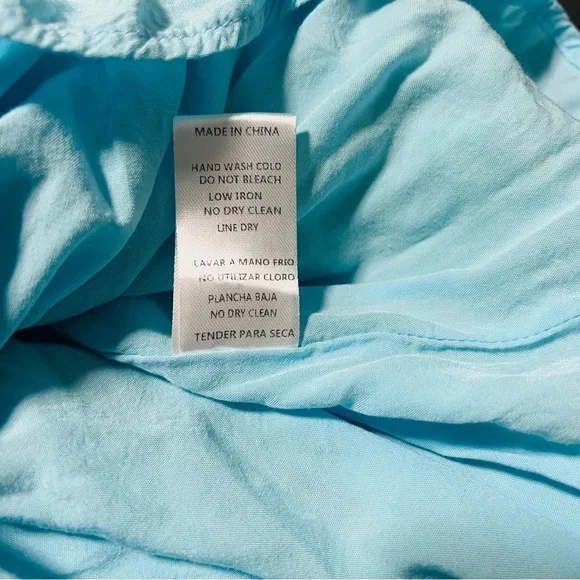 MADE IN CHINA
HAND WASH COLD
DO NOT BLEACH
LOW IRON
NO DRY CLEAN
LINE DRY
LAVAR A MANO FRIO
NO UTILIZAR CLORO
PLANCHA BAJA
NO DRY CLEAN
TENDER PARA SECA